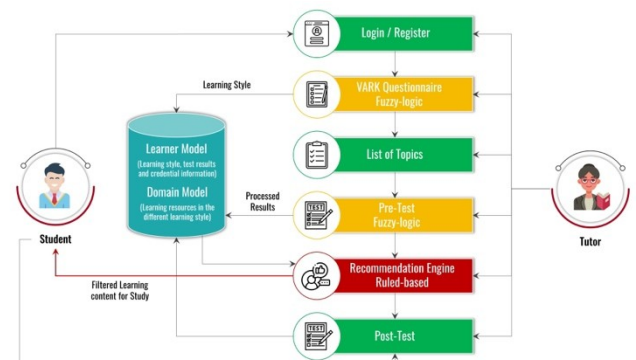 Login / Register
Learning Style
VARK Questionnaire
Fuzzy-logic
Learner Model
(Learning style, test results
and credential information)
Domain Model
(Learning resources in the
different learning style)
List of Topics
Processed
Results
TEST
Pre-Test
Fuzzy-logic
Student
Tutor
Filtered Learning
content for Study
Recommendation Engine
Ruled-based
TEST
Post-Test